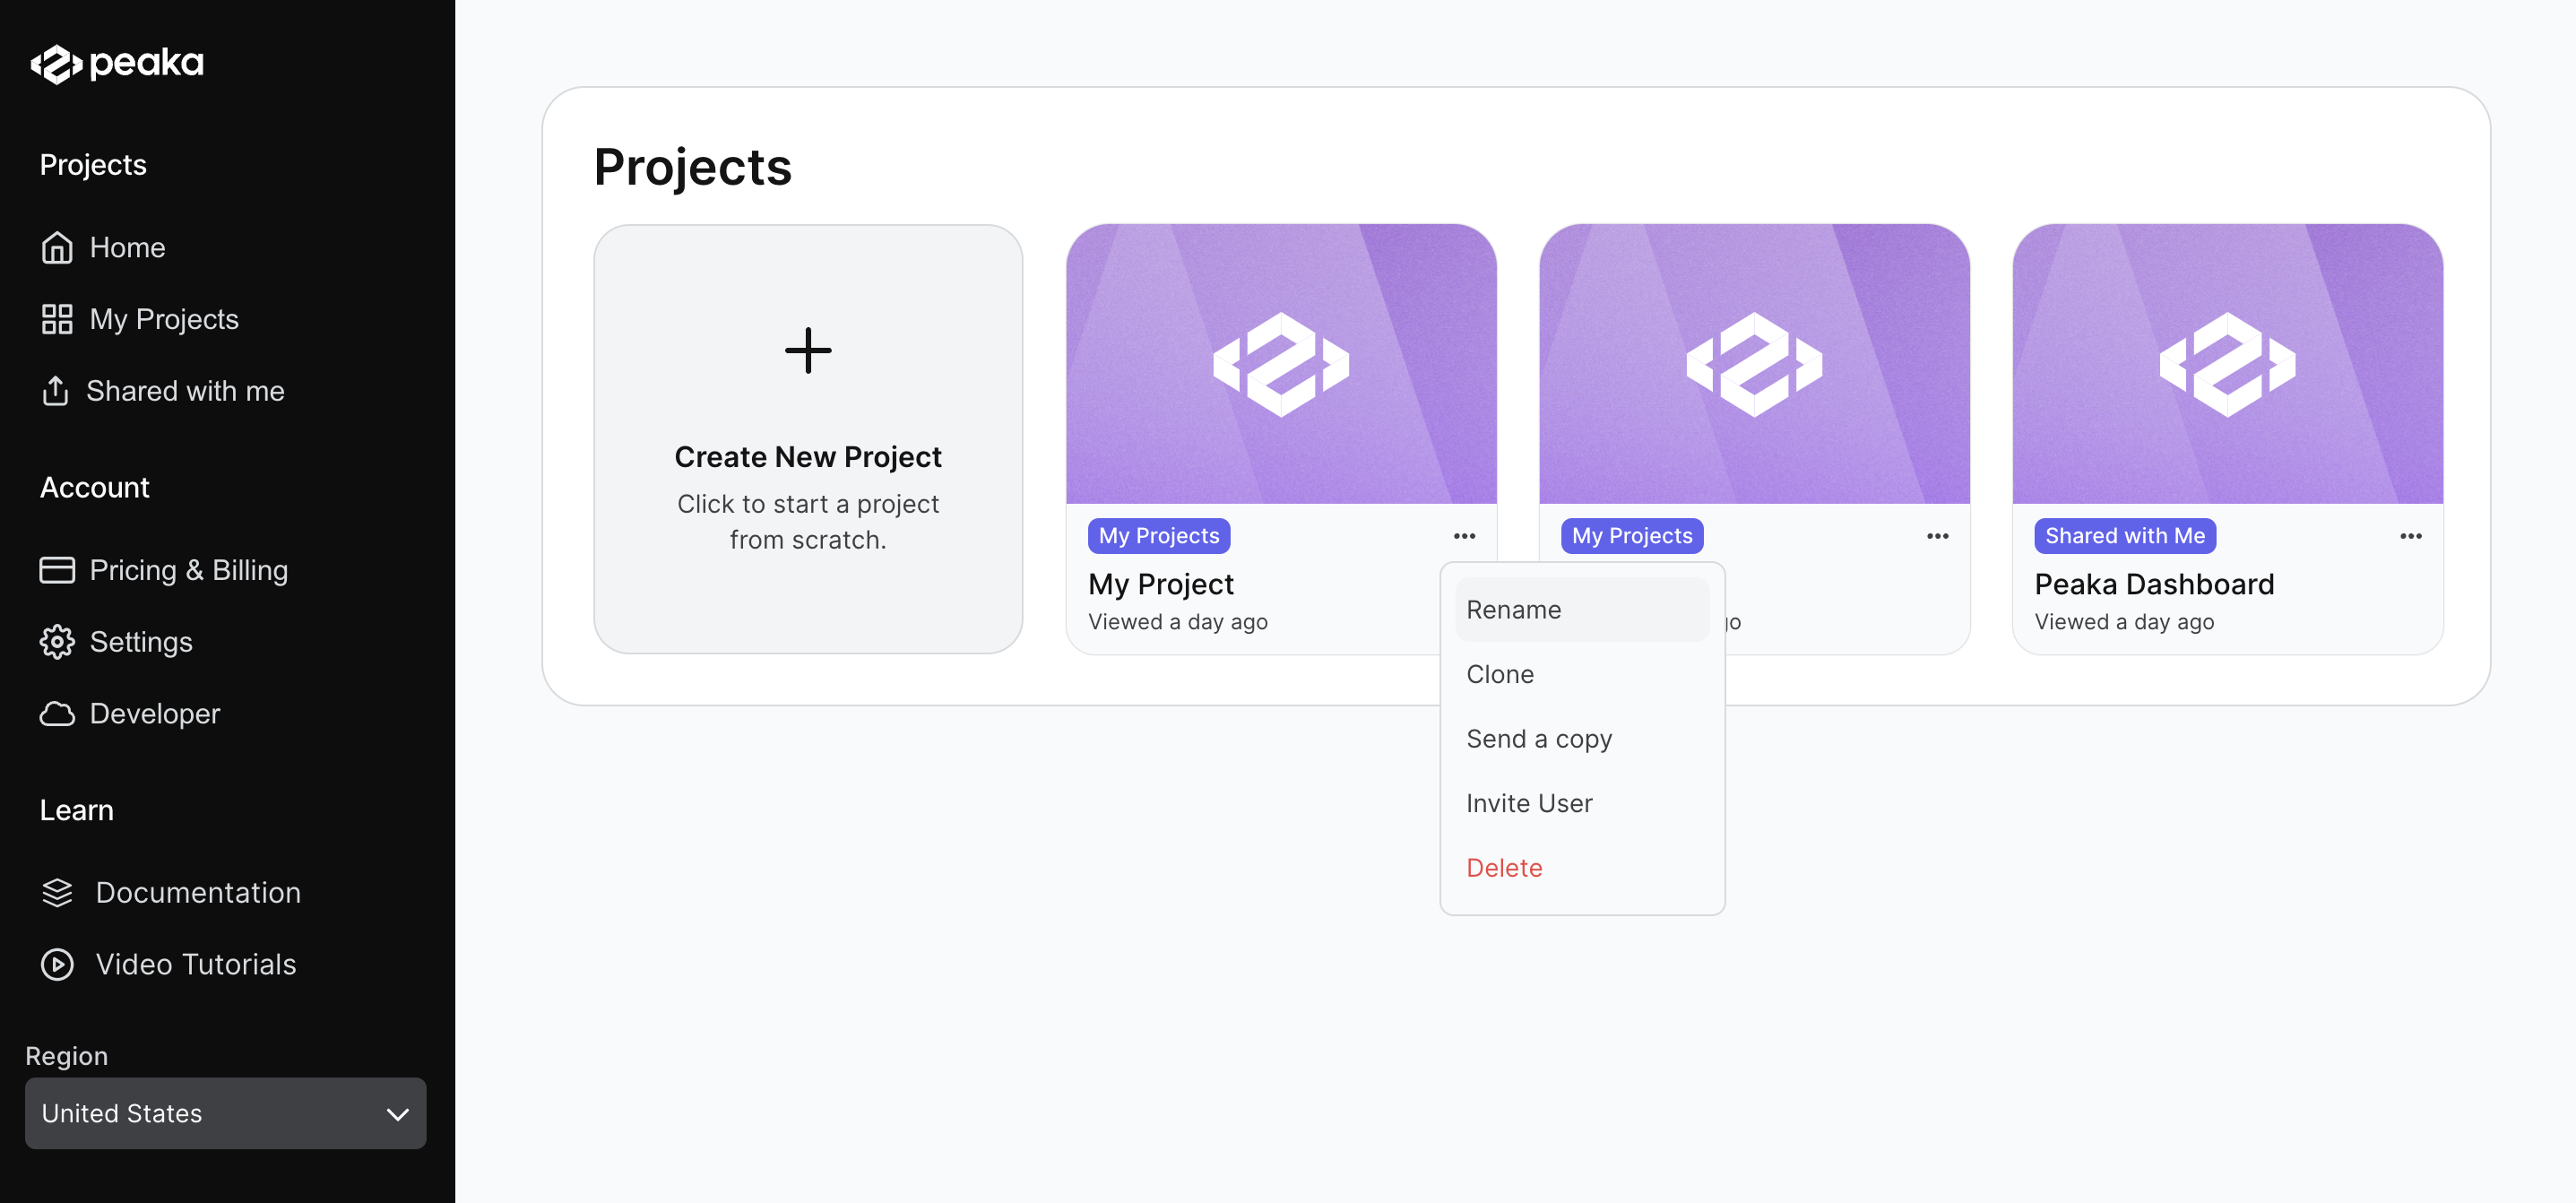 peaka
Projects
Home
My Projects
Shared with me
Account
Pricing & Billing
Settings
Developer
Learn
Documentation
Video Tutorials
Region
United States
Projects
Create New Project
Click to start a project
from scratch.
My Projects
My Project
Viewed a day ago
My Projects
Shared with Me
Peaka Dashboard
Viewed a day ago
Rename
Clone
Send a copy
Invite User
Delete